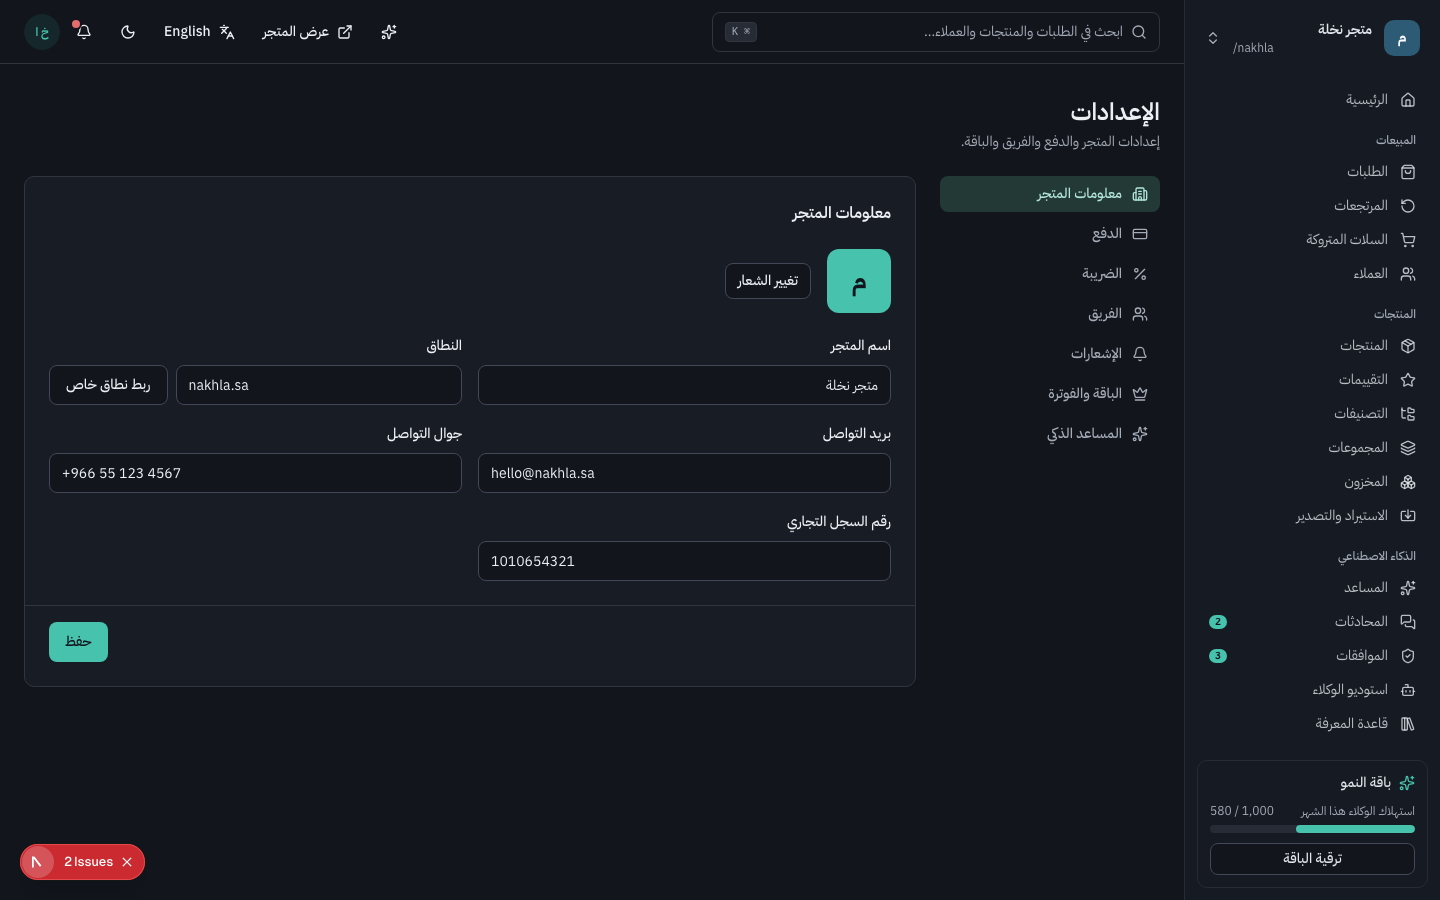 متجر نخلة
/nakhla
م
ابحث في الطلبات والمنتجات والعملاء...
⌘ K
عرض المتجر
English
خ ا
الرئيسية
المبيعات
الطلبات
المرتجعات
السلات المتروكة
العملاء
المنتجات
المنتجات
التقييمات
التصنيفات
المجموعات
المخزون
الاستيراد والتصدير
الذكاء الاصطناعي
المساعد
المحادثات
2
الموافقات
3
استوديو الوكلاء
قاعدة المعرفة
باقة النمو
استهلاك الوكلاء هذا الشهر
580 / 1,000
ترقية الباقة
الإعدادات
إعدادات المتجر والدفع والفريق والباقة.
معلومات المتجر
الدفع
الضريبة
الفريق
الإشعارات
الباقة والفوترة
المساعد الذكي
معلومات المتجر
م
تغيير الشعار
اسم المتجر
متجر نخلة
النطاق
nakhla.sa
ربط نطاق خاص
بريد التواصل
hello@nakhla.sa
جوال التواصل
+966 55 123 4567
رقم السجل التجاري
1010654321
حفظ
2 Issues